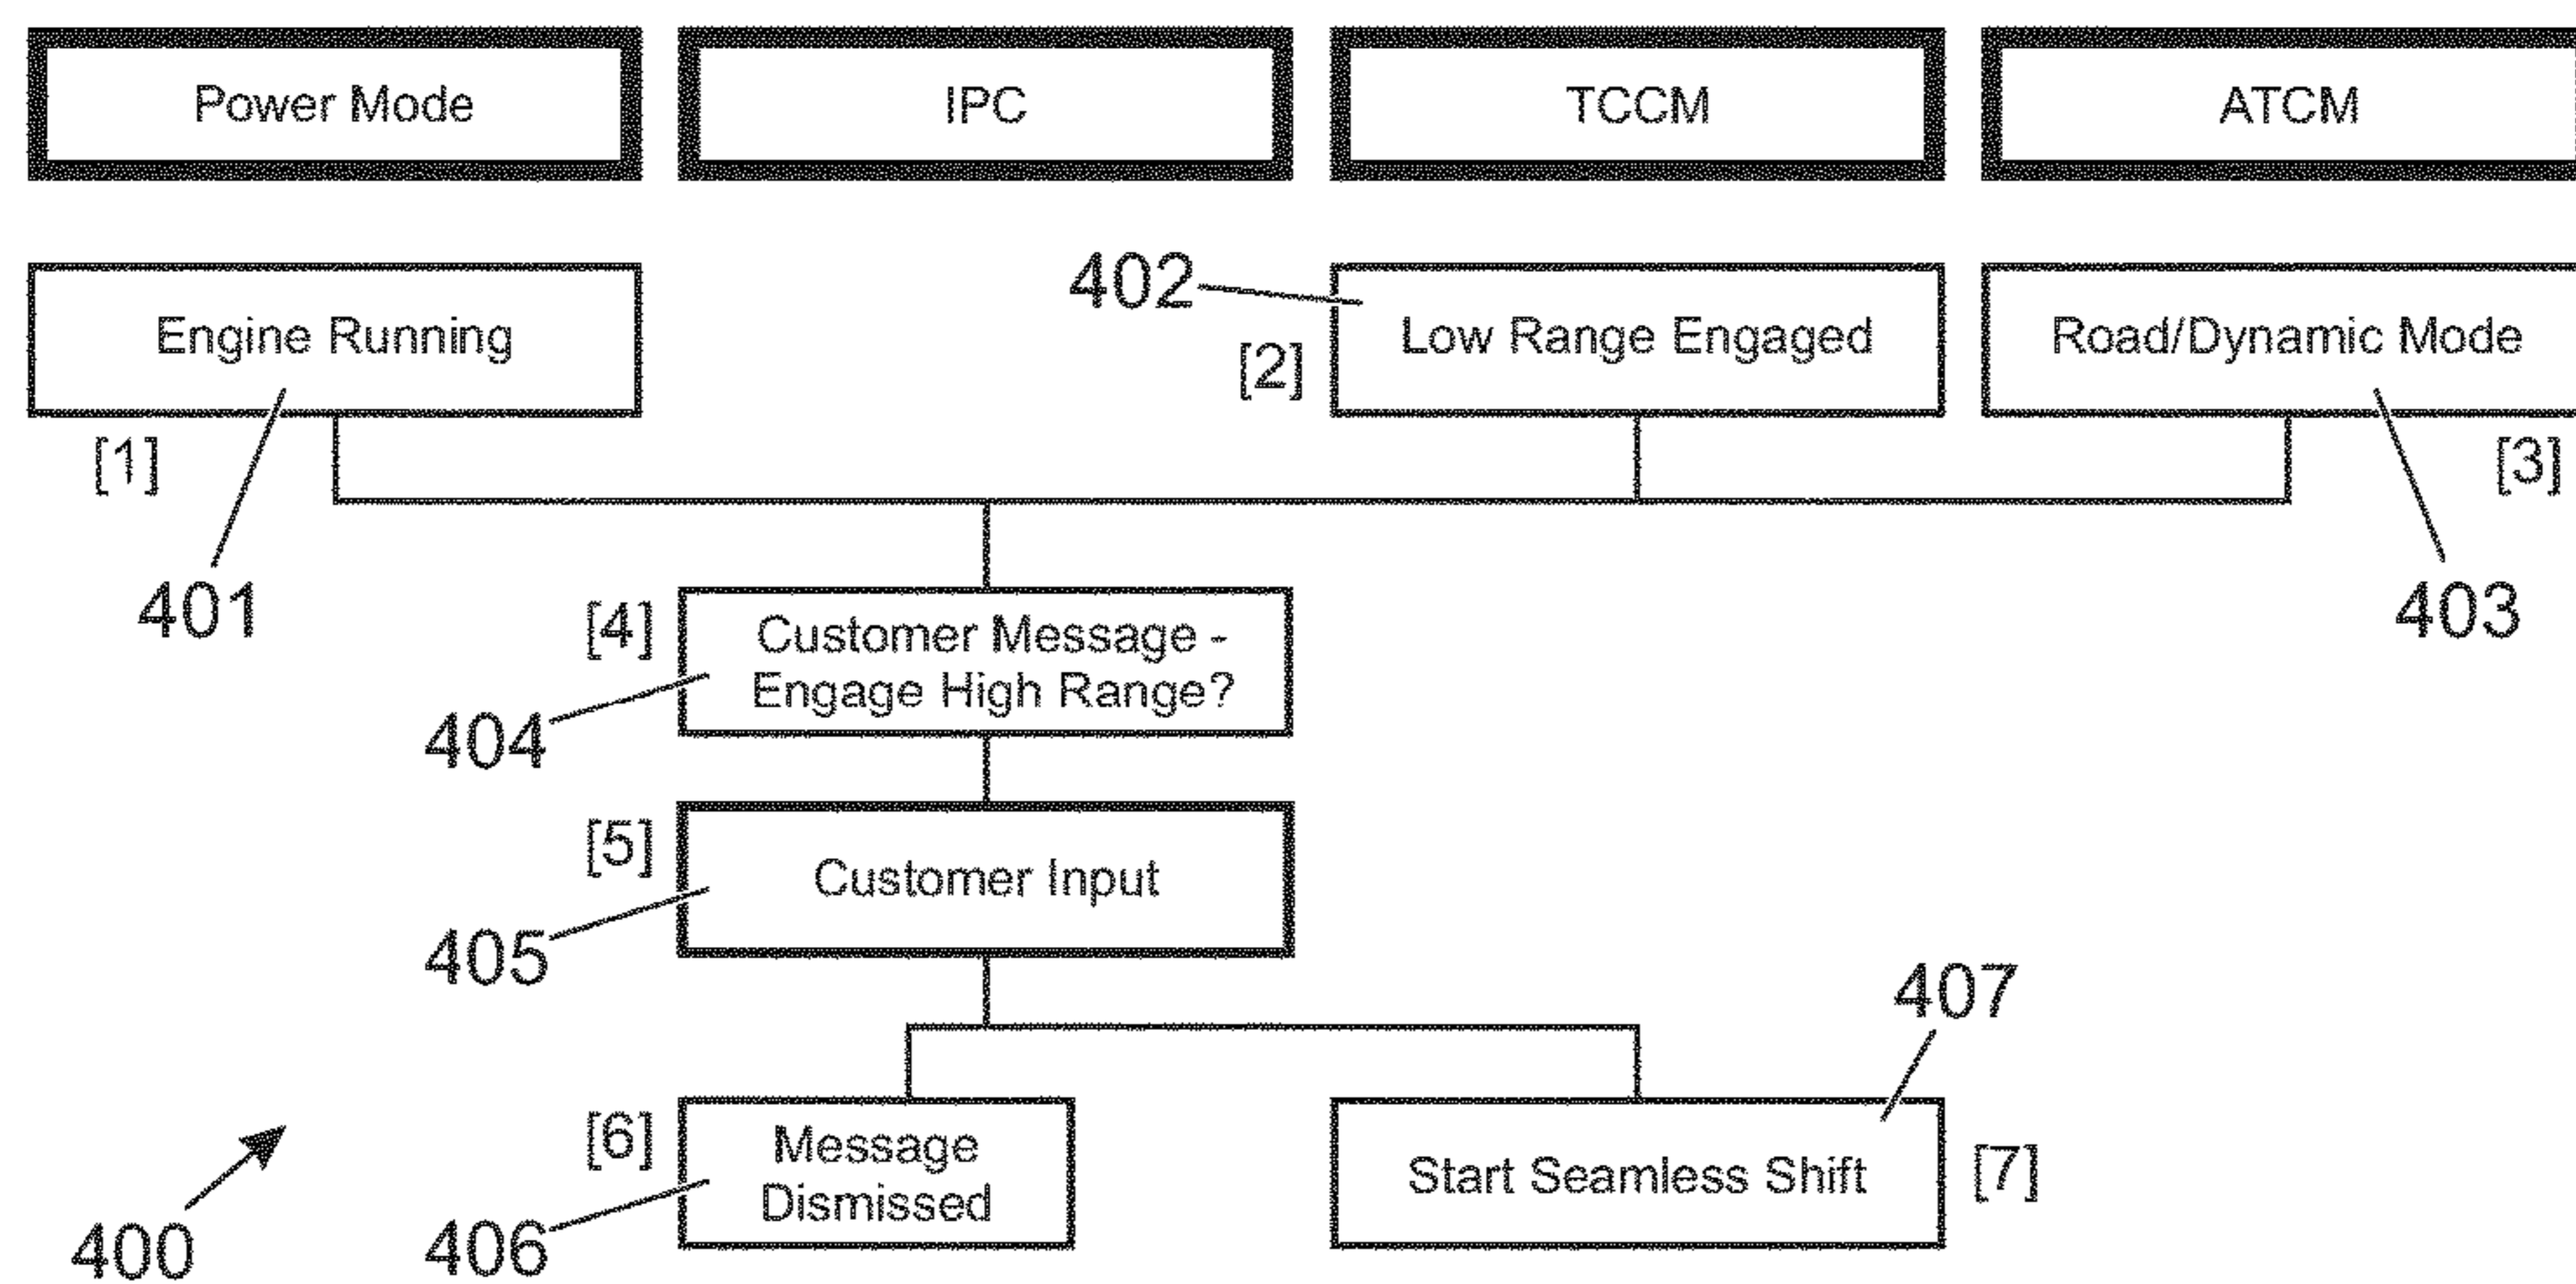 Power Mode
IPC
TCCM
ATCM
402
Engine Running
[2]
Low Range Engaged
Road/Dynamic Mode
[1]
[3]
401
[4]
Customer Message -
Engage High Range?
403
404
[5]
Customer Input
405
407
[6]
Message
Dismissed
Start Seamless Shift
[7]
400
406